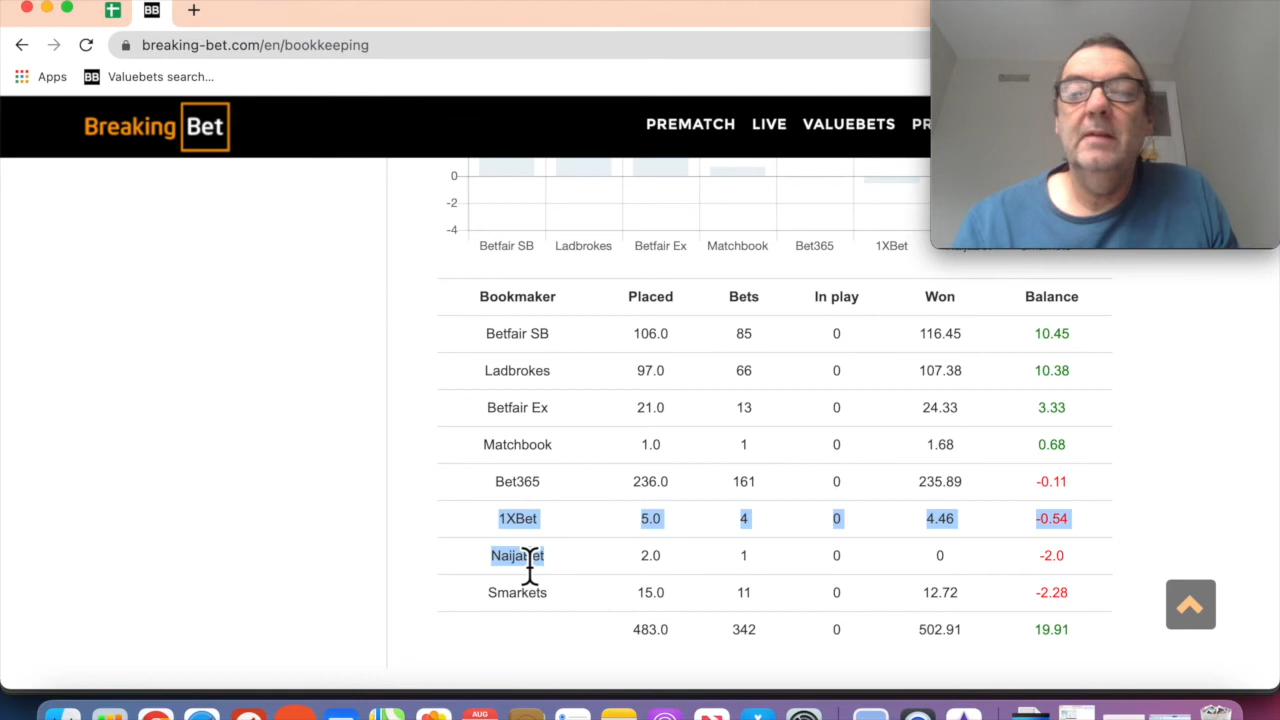 BB
breaking-bet.com/en/bookkeeping
Apps BB Valuebets search...
Breaking Bet PREMATCH LIVE VALUEBETS PR
0
-2
-4
Betfair SB Ladbrokes Betfair Ex Matchbook Bet365 1XBet
Bookmaker Placed Bets In play Won Balance
Betfair SB 106.0 85 0 116.45 10.45
Ladbrokes 97.0 66 0 107.38 10.38
Betfair Ex 21.0 13 0 24.33 3.33
Matchbook 1.0 1 0 1.68 0.68
Bet365 236.0 161 0 235.89 -0.11
1XBet 5.0 4 0 4.46 -0.54
Naijabet 2.0 1 0 0 -2.0
Smarkets 15.0 11 0 12.72 -2.28
483.0 342 0 502.91 19.91
AUG